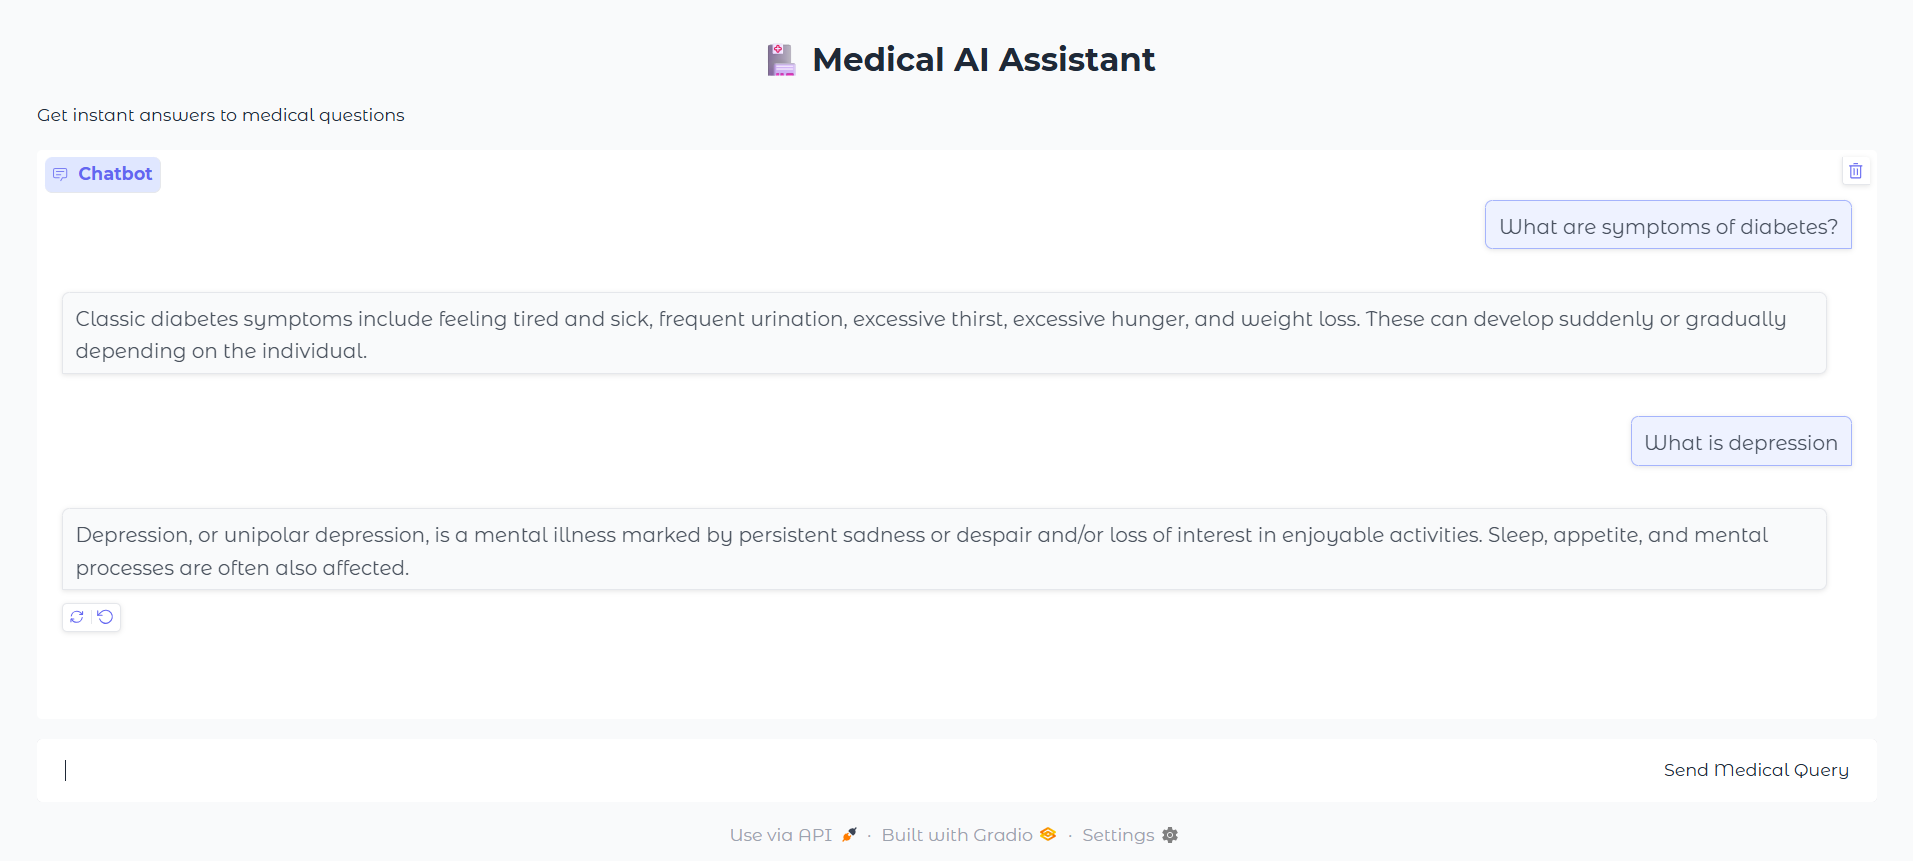 Medical AI Assistant
Get instant answers to medical questions
Chatbot
What are symptoms of diabetes?
Classic diabetes symptoms include feeling tired and sick, frequent urination, excessive thirst, excessive hunger, and weight loss. These can develop suddenly or gradually
depending on the individual.
What is depression
Depression, or unipolar depression, is a mental illness marked by persistent sadness or despair and/or loss of interest in enjoyable activities. Sleep, appetite, and mental
processes are often also affected.
Send Medical Query
Use via API · Built with Gradio · Settings